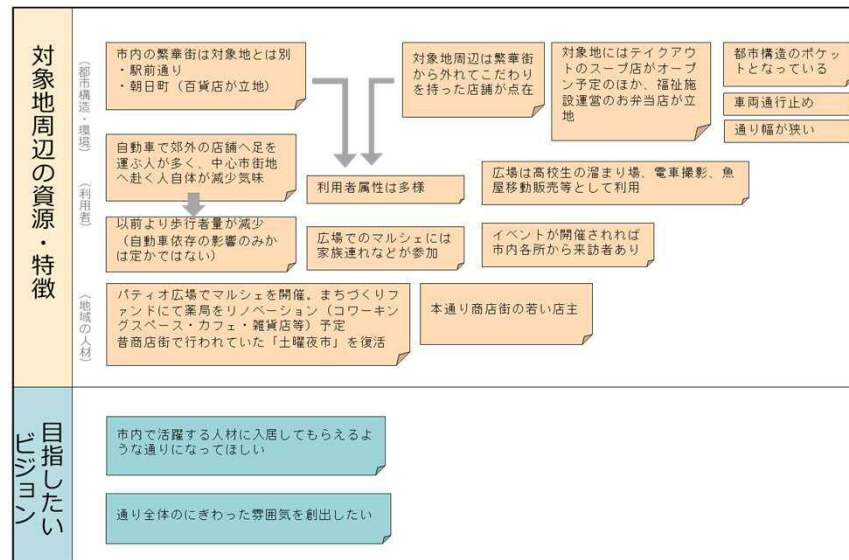 対象地周辺の資源・特徴
（都市構造・環境）
市内の繁華街は対象地とは別
・駅前通り
・朝日町（百貨店が立地）
対象地周辺は繁華街
から外れてこだわり
を持った店舗が点在
対象地にはテイクアウ
トのスープ店がオープ
ン予定のほか、福祉施
設運営のお弁当店が立
地
都市構造のポケッ
トとなっている
車両通行止め
通り幅が狭い
（利用者）
自動車で郊外の店舗へ足を
運ぶ人が多く、中心市街地
へ赴く人自体が減少気味
利用者属性は多様
広場は高校生の溜まり場、電車撮影、魚
屋移動販売等として利用
以前より歩行者量が減少
（自動車依存の影響のみか
は定かではない）
広場でのマルシェには
家族連れなどが参加
イベントが開催されれば
市内各所から来訪者あり
（地域の人材）
パティオ広場でマルシェを開催。まちづくりフ
ァンドにて薬局をリノベーション（コワーキ
ングスペース・カフェ・雑貨店等）予定
昔商店街で行われていた「土曜夜市」を復活
本通り商店街の若い店主
目指したい
ビジョン
市内で活躍する人材に入居してもらえるよ
うな通りになってほしい
通り全体のにぎわった雰囲気を創出したい